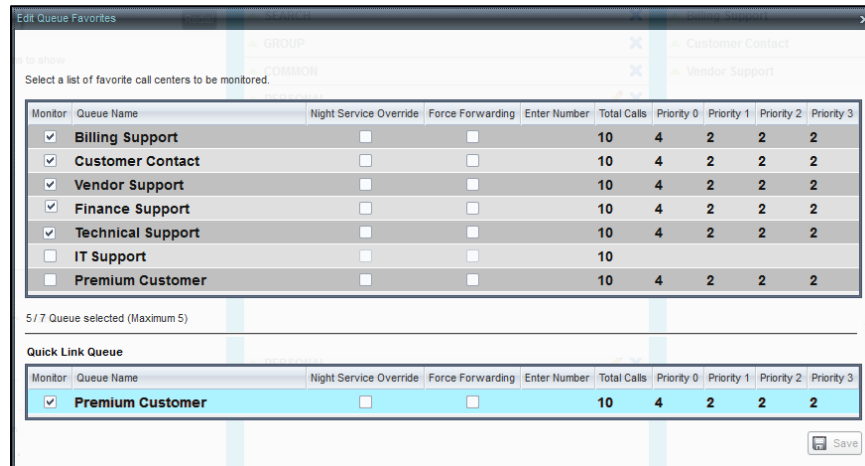 Edit Queue Favorites
SEARCH
Billing Support
GROUP
Customer Contact
es to show
COMMON
Vendor Support
Select a list of favorite call centers to be monitored.
PERSONAL
Monitor Queue Name Night Service Override Force Forwarding Enter Number Total Calls Priority 0 Priority 1 Priority 2 Priority 3
Billing Support 10 4 2 2 2
Customer Contact 10 4 2 2 2
Vendor Support 10 4 2 2 2
Finance Support 10 4 2 2 2
Technical Support 10 4 2 2 2
IT Support 10
Premium Customer 10 4 2 2 2
5 / 7 Queue selected (Maximum 5)
Quick Link Queue
PERSONAL
Monitor Queue Name Night Service Override Force Forwarding Enter Number Total Calls Priority 0 Priority 1 Priority 2 Priority 3
Premium Customer 10 4 2 2 2
Save